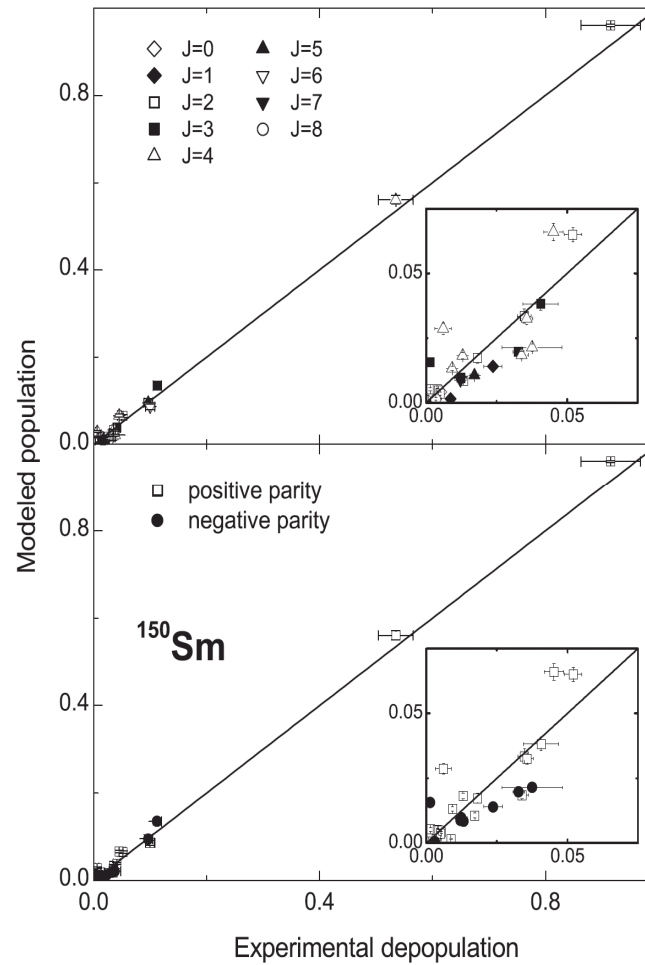 0.8
0.4
0.0
J=0
J=1
J=2
J=3
J=4
J=5
J=6
J=7
J=8
0.05
0.00
0.00
0.05
Modeled population
0.8
0.4
0.0
positive parity
negative parity
150Sm
0.05
0.00
0.00
0.05
0.0
0.4
0.8
Experimental depopulation